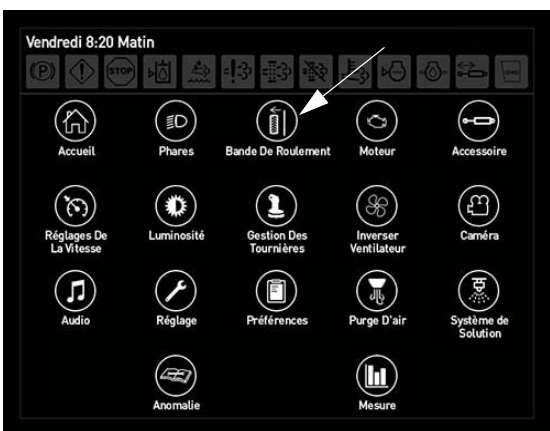 Vendredi 8:20 Matin
(P) STOP
Accueil Phares Bande De Roulement Moteur Accessoire
Réglages De La Vitesse Luminosité Gestion Des Tournières Inverser Ventilateur Caméra
Audio Réglage Préférences Purge D'air Système de Solution
Anomalie Mesure